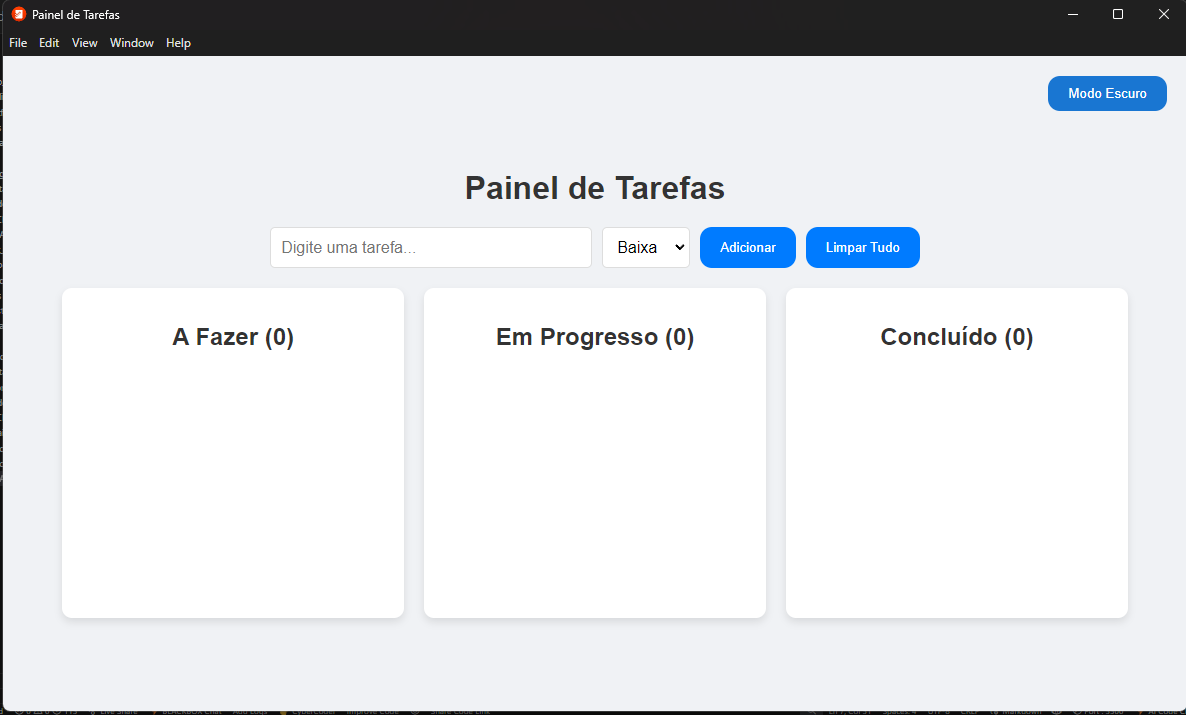 Painel de Tarefas
File Edit View Window Help
Modo Escuro
Painel de Tarefas
Digite uma tarefa... Baixa Adicionar Limpar Tudo
A Fazer (0) Em Progresso (0) Concluído (0)